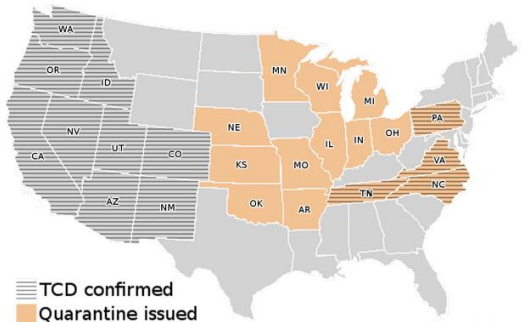 WA
OR
ID
MN
WI
MI
PA
NE
NV
UT
CO
IL
IN
OH
VA
CA
KS
MO
NC
TN
AZ
NM
OK
AR
TCD confirmed
Quarantine issued